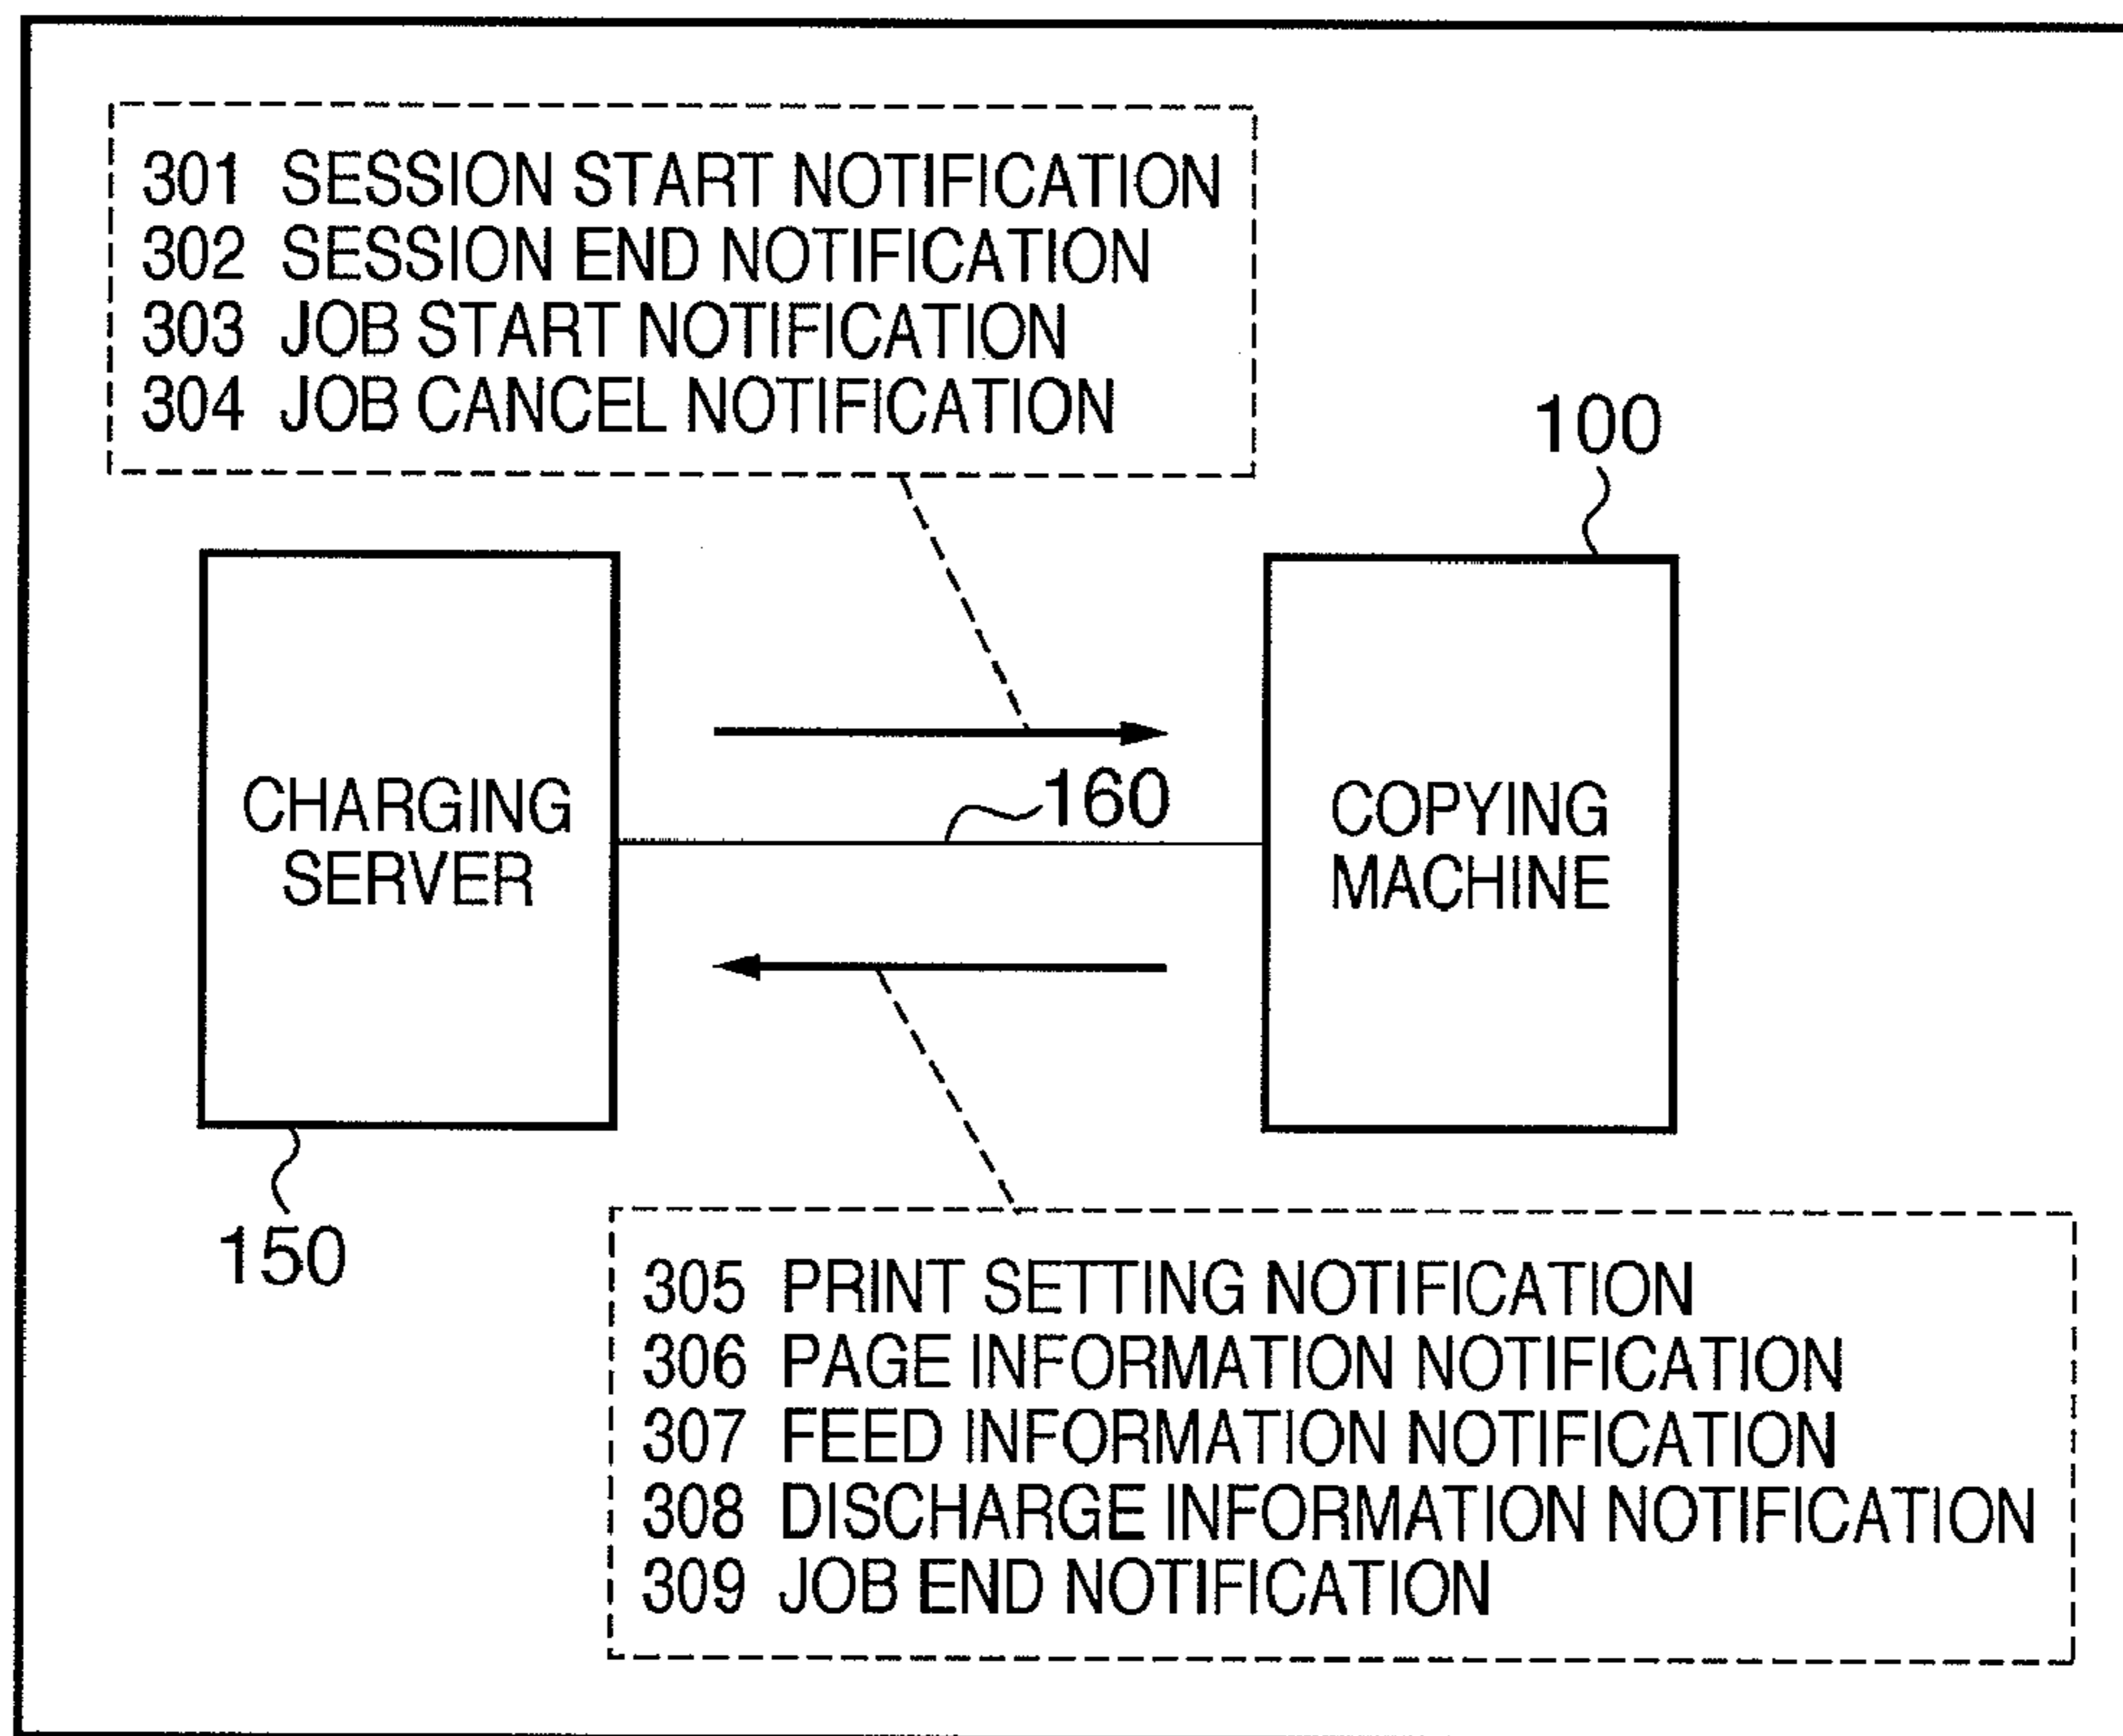 301 SESSION START NOTIFICATION
302 SESSION END NOTIFICATION
303 JOB START NOTIFICATION
304 JOB CANCEL NOTIFICATION
100
160
CHARGING
SERVER
COPYING
MACHINE
150
305 PRINT SETTING NOTIFICATION
306 PAGE INFORMATION NOTIFICATION
307 FEED INFORMATION NOTIFICATION
308 DISCHARGE INFORMATION NOTIFICATION
309 JOB END NOTIFICATION